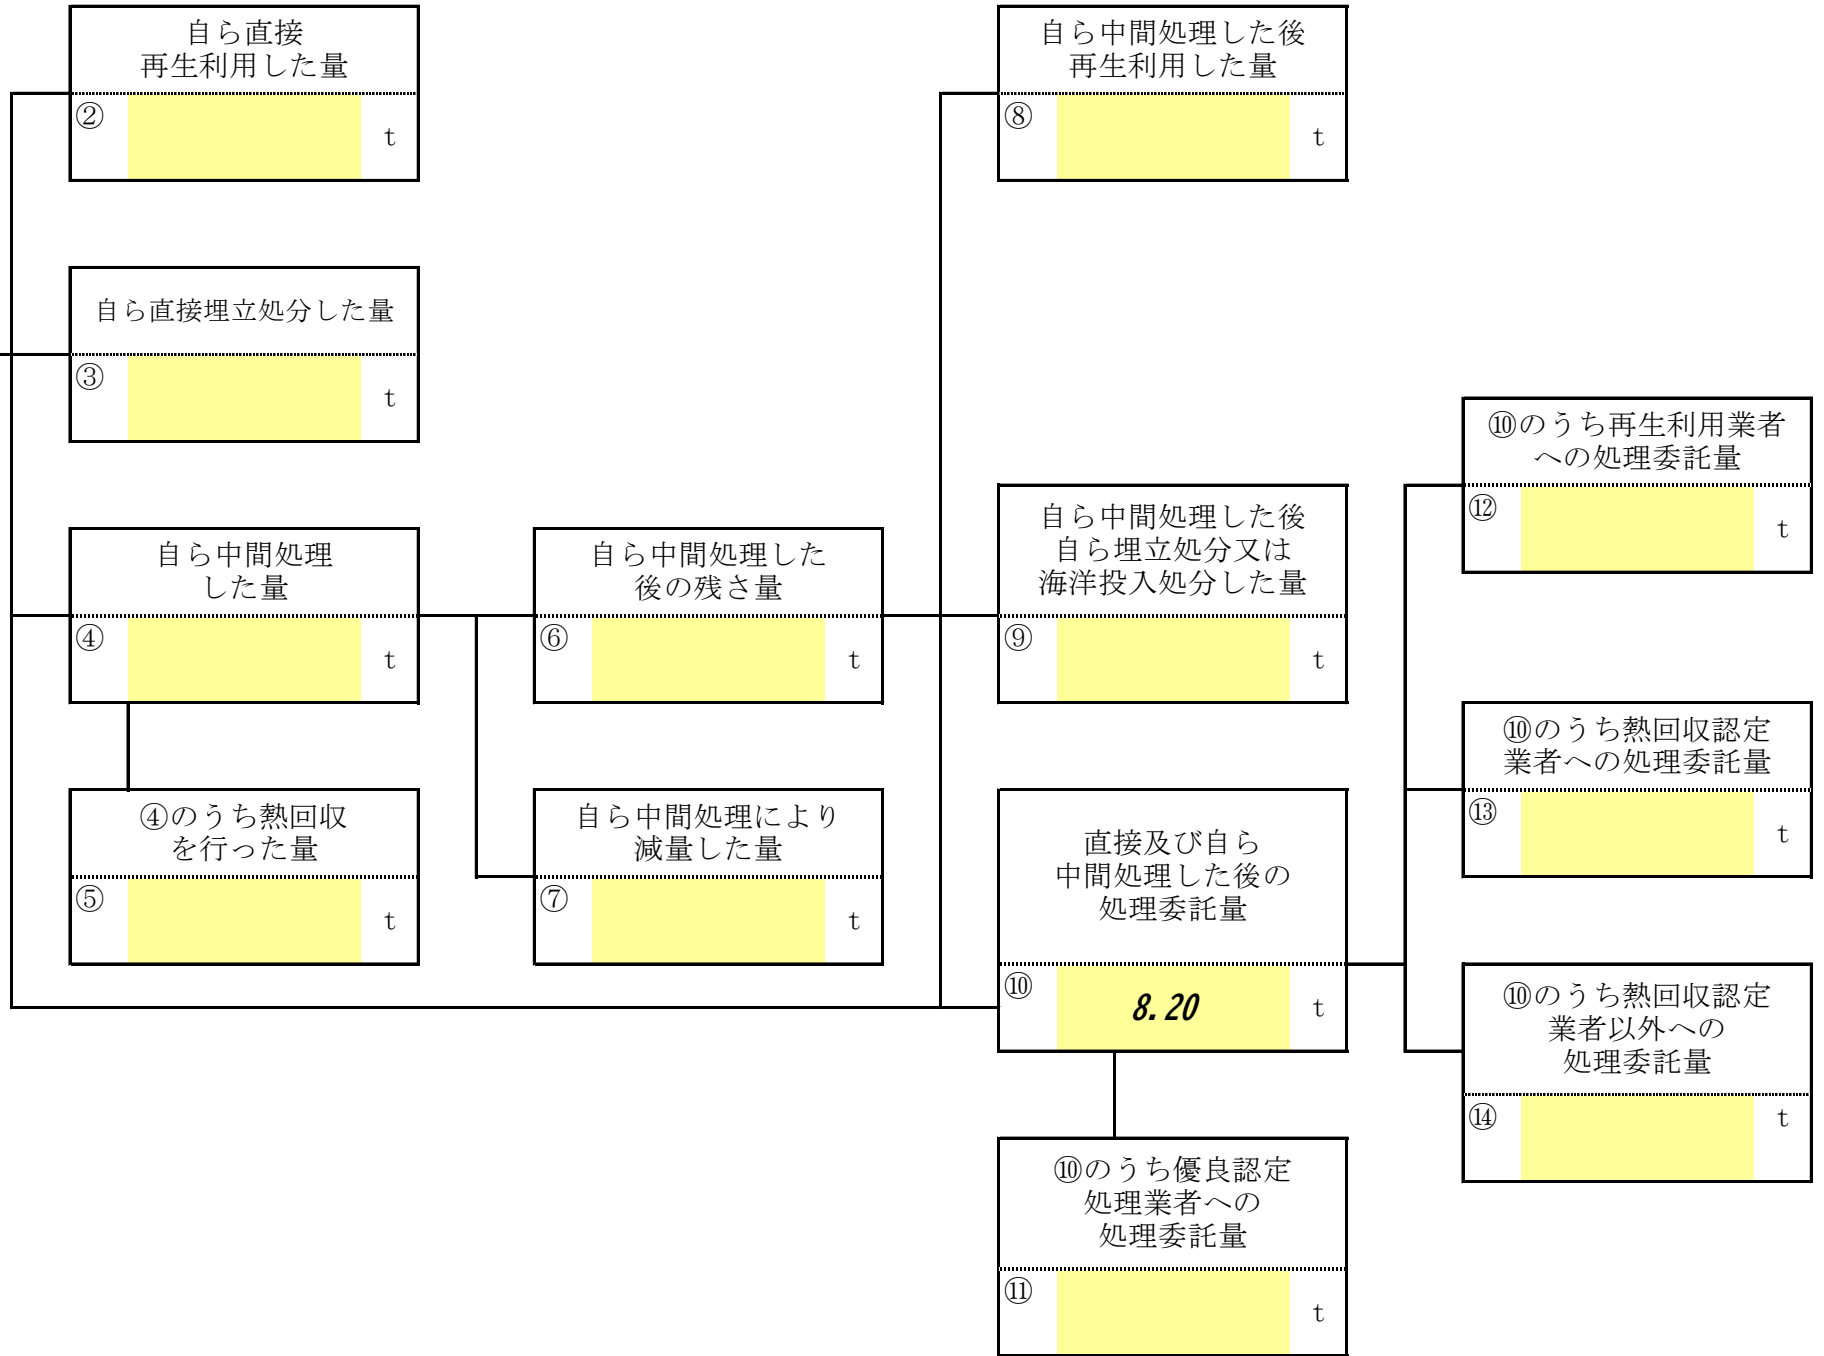 自ら直接
再生利用した量
②
t
自ら中間処理した後
再生利用した量
⑧
t
自ら直接埋立処分した量
③
t
⑩のうち再生利用業者
への処理委託量
⑫
t
自ら中間処理
した量
④
t
自ら中間処理した
後の残さ量
⑥
t
自ら中間処理した後
自ら埋立処分又は
海洋投入処分した量
⑨
t
⑩のうち熱回収認定
業者への処理委託量
⑬
t
④のうち熱回収
を行った量
⑤
t
自ら中間処理により
減量した量
⑦
t
直接及び自ら
中間処理した後の
処理委託量
⑩
8.20
t
⑩のうち熱回収認定
業者以外への
処理委託量
⑭
t
⑩のうち優良認定
処理業者への
処理委託量
⑪
t